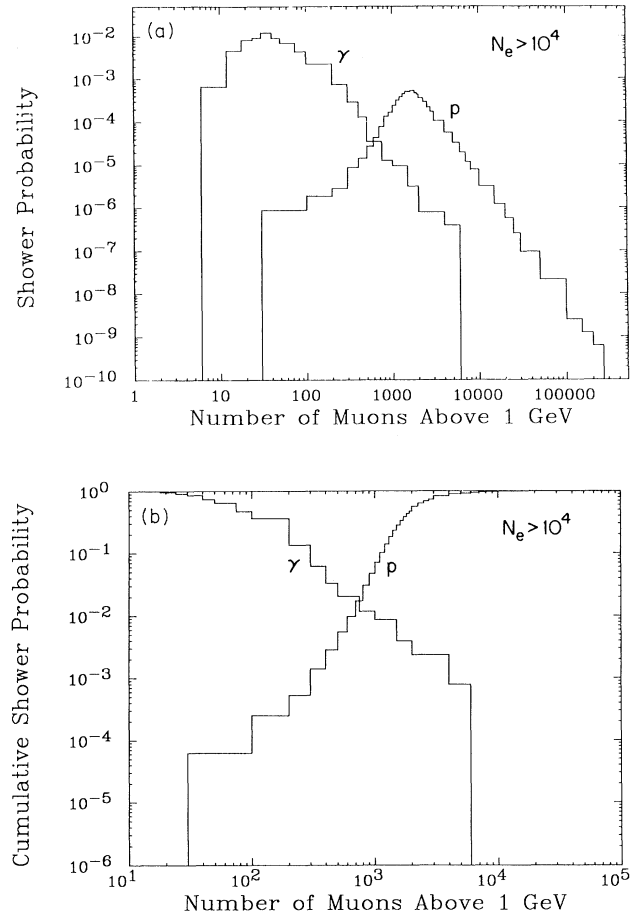 (a)
N_e > 10^4
γ
p
Shower Probability
10^-2
10^-3
10^-4
10^-5
10^-6
10^-7
10^-8
10^-9
10^-10
1 10 100 1000 10000 100000
Number of Muons Above 1 GeV
(b)
N_e > 10^4
γ
p
Cumulative Shower Probability
10^0
10^-1
10^-2
10^-3
10^-4
10^-5
10^-6
10^1 10^2 10^3 10^4 10^5
Number of Muons Above 1 GeV